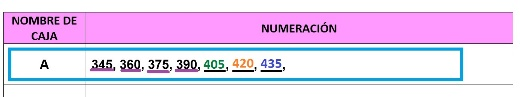 NOMBRE DE CAJA
NUMERACIÓN
A
345, 360, 375, 390, 405, 420, 435,